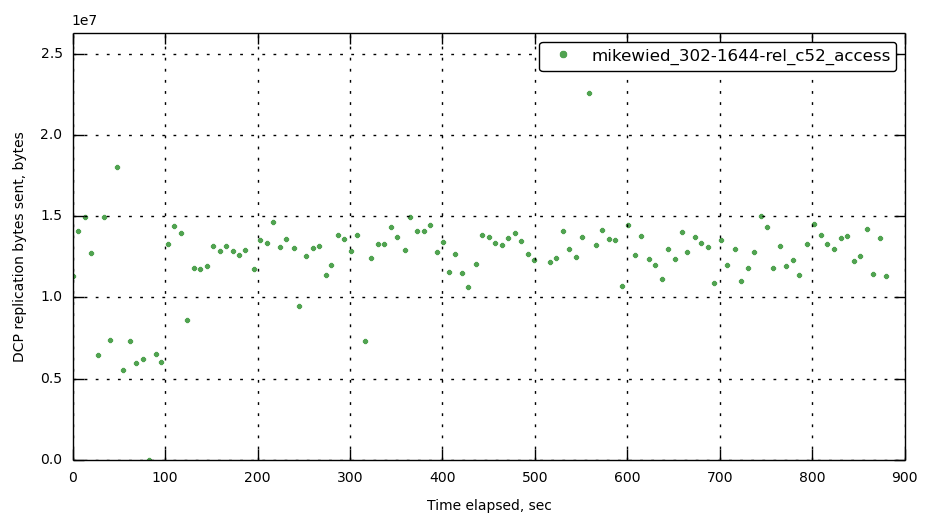 1e7
2.5
mikewied_302-1644-rel_c52_access
2.0
1.5
1.0
0.5
0.0
DCP replication bytes sent, bytes
0 100 200 300 400 500 600 700 800 900
Time elapsed, sec